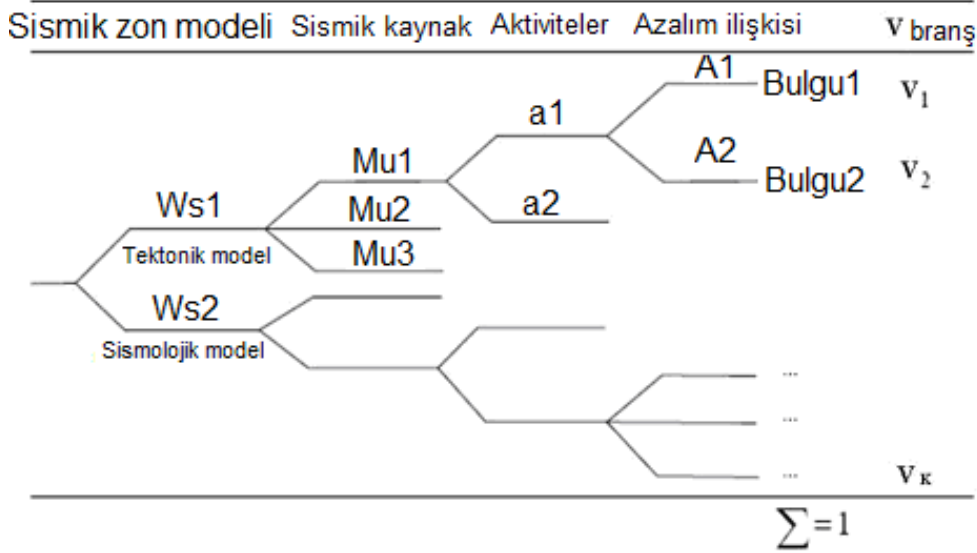 Sismik zon modeli Sismik kaynak Aktiviteler Azalım ilişkisi v branş
A1 Bulgu1 v1
a1
A2 Bulgu2 v2
Mu1
Ws1 Mu2 a2
Tektonik model Mu3
Ws2
Sismolojik model
...
...
... vK
∑ = 1